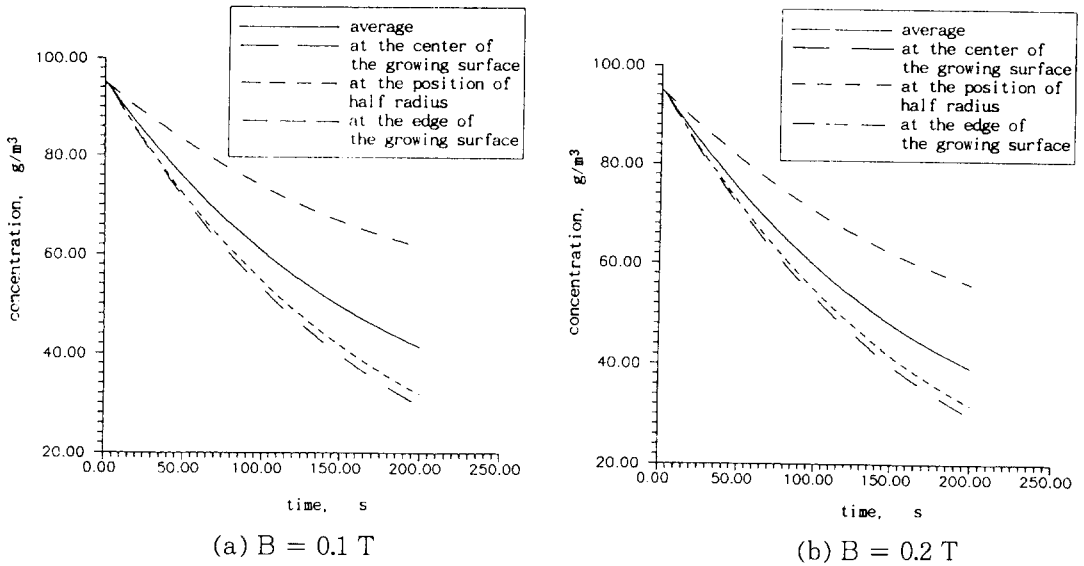 average
at the center of
the growing surface
at the position of
half radius
at the edge of
the growing surface
100.00
80.00
60.00
40.00
20.00
concentration, g/m³
0.00 50.00 100.00 150.00 200.00 250.00
time, s
(a) B = 0.1 T
average
at the center of
the growing surface
at the position of
half radius
at the edge of
the growing surface
100.00
80.00
60.00
40.00
20.00
concentration, g/m³
0.00 50.00 100.00 150.00 200.00 250.00
time, s
(b) B = 0.2 T